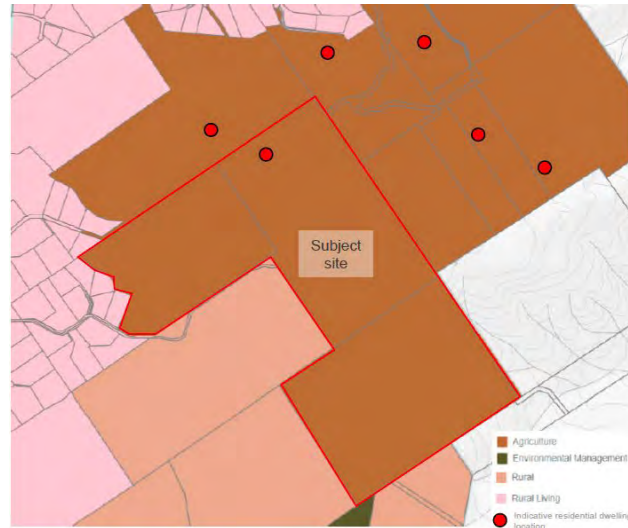 Subject
site
Agriculture
Environmental Management
Rural
Rural Living
Indicative residential dwelling
location